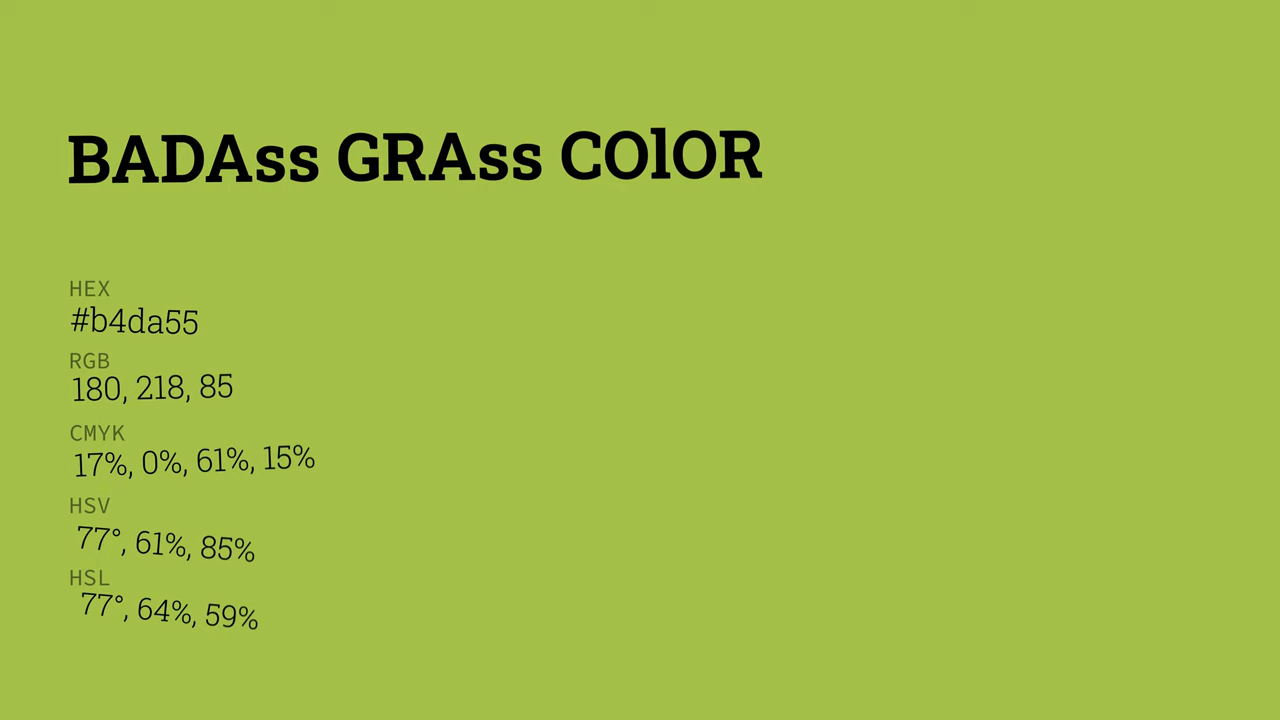 BADAss GRAss COlOR
HEX
#b4da55
RGB
180, 218, 85
CMYK
17%, 0%, 61%, 15%
HSV
77°, 61%, 85%
HSL
77°, 64%, 59%